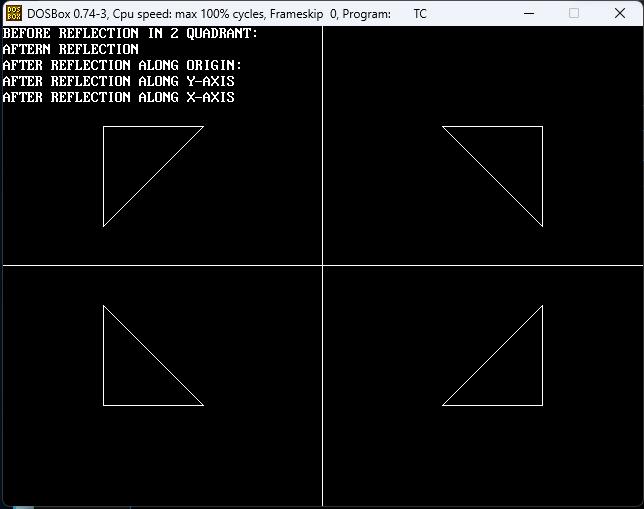 DOSBox 0.74-3, Cpu speed: max 100% cycles, Frameskip 0, Program: TC
BEFORE REFLECTION IN 2 QUADRANT:
AFTERN REFLECTION
AFTER REFLECTION ALONG ORIGIN:
AFTER REFLECTION ALONG Y-AXIS
AFTER REFLECTION ALONG X-AXIS